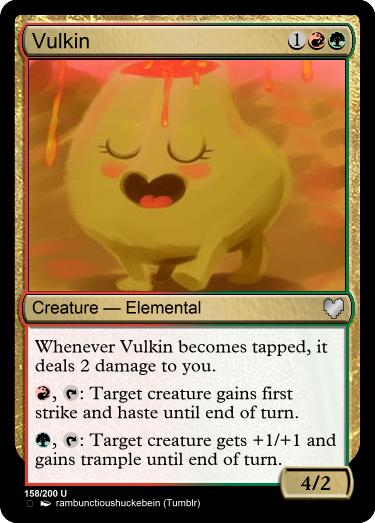 Vulkin 1
Creature — Elemental
Whenever Vulkin becomes tapped, it
deals 2 damage to you.
, : Target creature gains first
strike and haste until end of turn.
, : Target creature gets +1/+1 and
gains trample until end of turn.
4/2
158/200 U
rambunctioushuckebein (Tumblr)